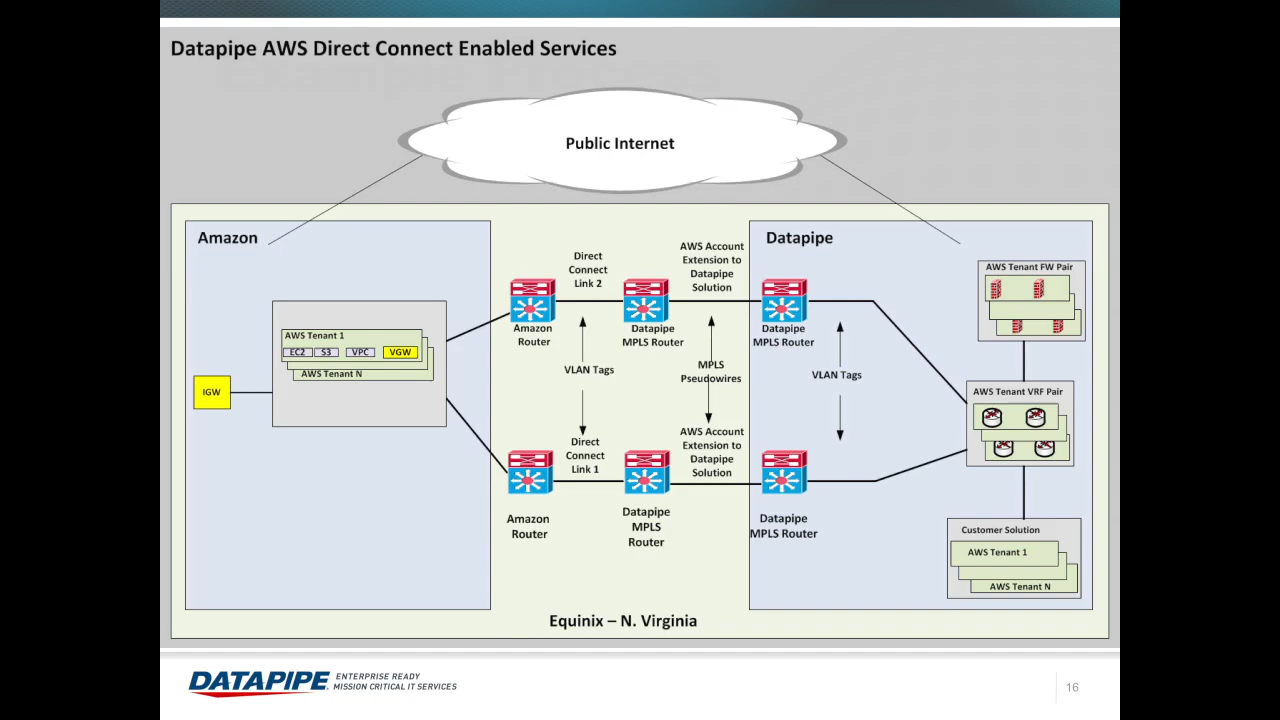 Datapipe AWS Direct Connect Enabled Services
Public Internet
Amazon
AWS Tenant 1
EC2
S3
VPC
VGW
AWS Tenant N
IGW
Direct
Connect
Link 2
AWS Account
Extension to
Datapipe
Solution
Amazon
Router
Datapipe
MPLS Router
Datapipe
MPLS Router
VLAN Tags
MPLS
Pseudowires
VLAN Tags
Direct
Connect
Link 1
AWS Account
Extension to
Datapipe
Solution
Amazon
Router
Datapipe
MPLS
Router
Datapipe
MPLS Router
Datapipe
AWS Tenant FW Pair
AWS Tenant VRF Pair
Customer Solution
AWS Tenant 1
AWS Tenant N
Equinix – N. Virginia
DATAPIPE.
ENTERPRISE READY
MISSION CRITICAL IT SERVICES
16